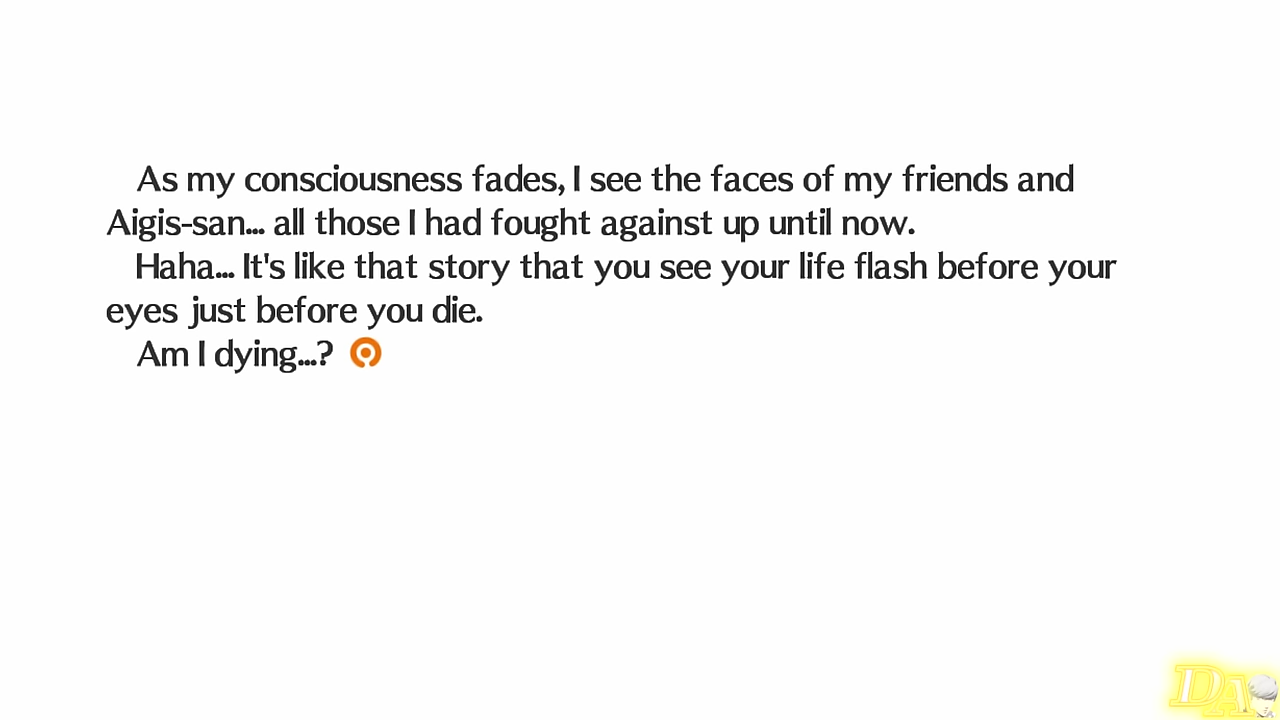 As my consciousness fades, I see the faces of my friends and
Aigis-san... all those I had fought against up until now.
Haha... It's like that story that you see your life flash before your
eyes just before you die.
Am I dying...?
DA